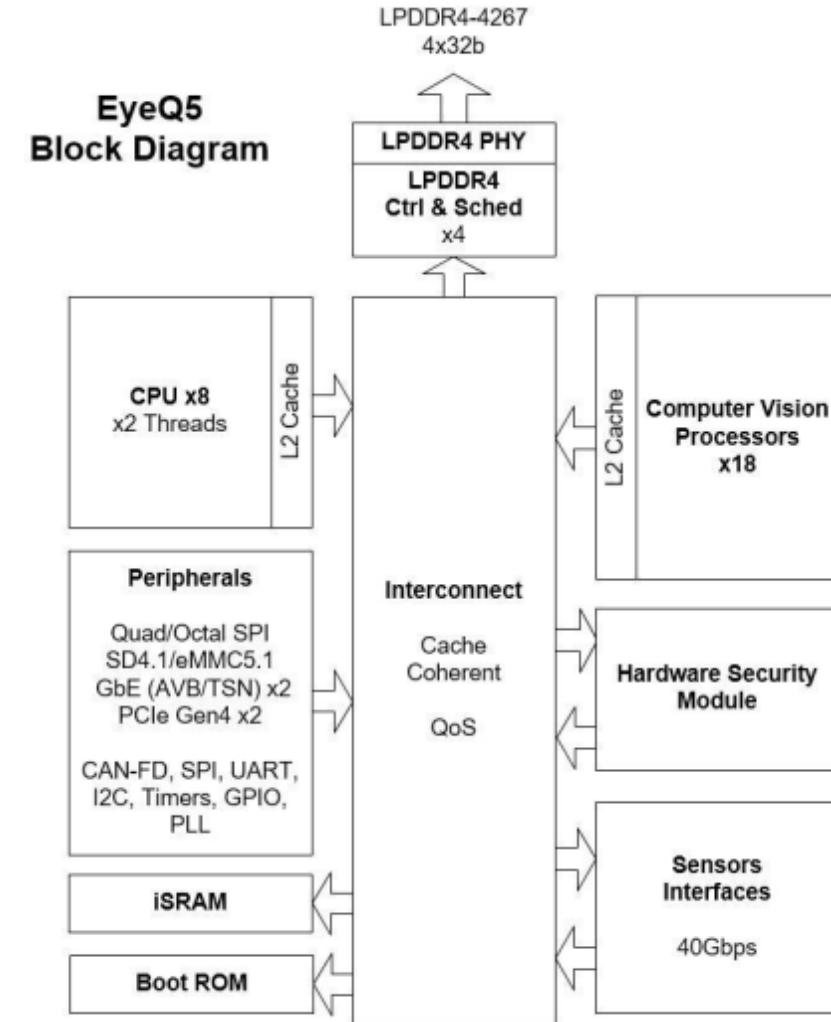 LPDDR4-4267
4x32b
EyeQ5
Block Diagram
LPDDR4 PHY
LPDDR4
Ctrl & Sched
x4
CPU x8
x2 Threads
L2 Cache
L2 Cache
Computer Vision
Processors
x18
Peripherals
Quad/Octal SPI
SD4.1/eMMC5.1
GbE (AVB/TSN) x2
PCIe Gen4 x2
CAN-FD, SPI, UART,
I2C, Timers, GPIO,
PLL
Interconnect
Cache
Coherent
QoS
Hardware Security
Module
Sensors
Interfaces
40Gbps
iSRAM
Boot ROM